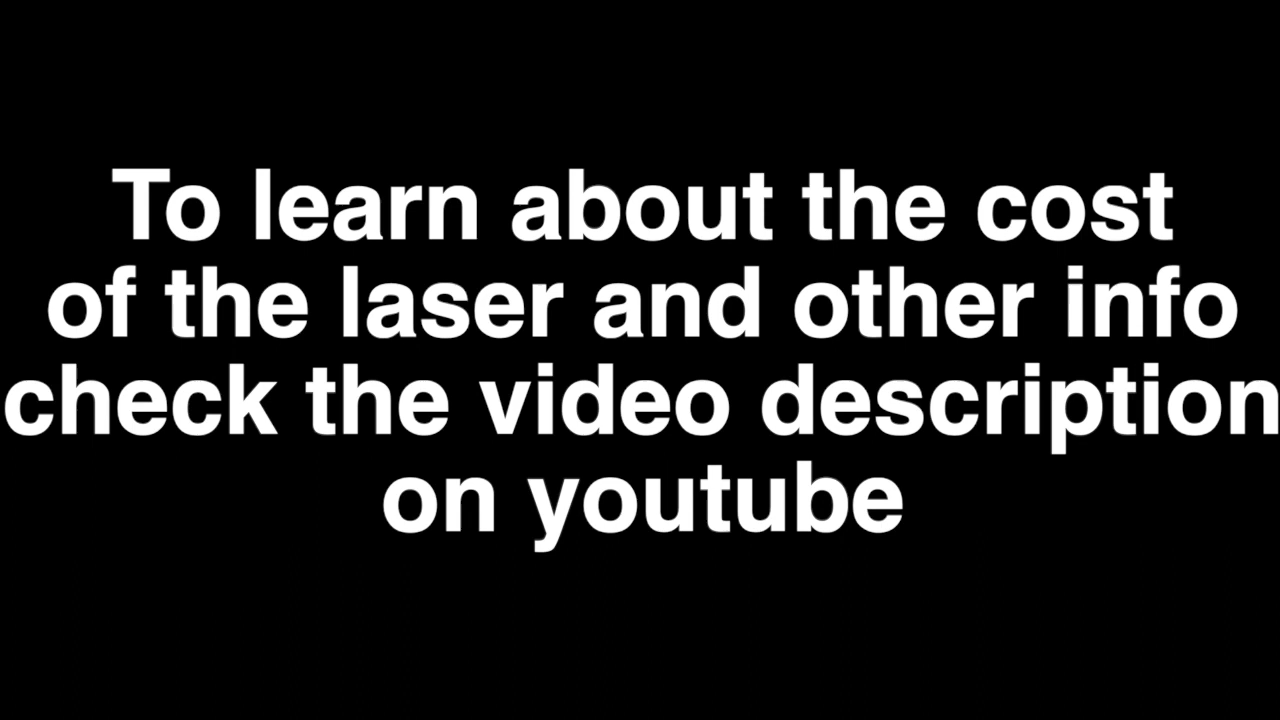 To learn about the cost
of the laser and other info
check the video description
on youtube